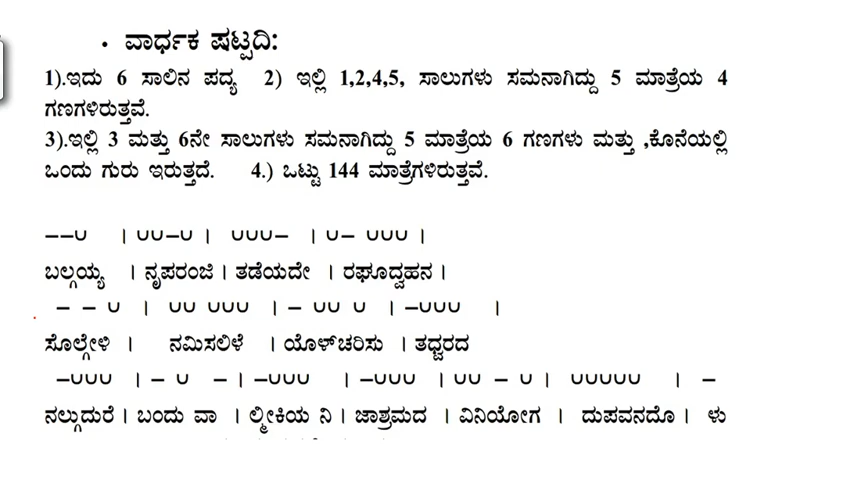 • ವಾರ್ಧಕ ಷಟ್ಪದಿ:
1).ಇದು 6 ಸಾಲಿನ ಪದ್ಯ 2) ಇಲ್ಲಿ 1,2,4,5, ಸಾಲುಗಳು ಸಮನಾಗಿದ್ದು 5 ಮಾತ್ರೆಯ 4
ಗಣಗಳಿರುತ್ತವೆ.
3).ಇಲ್ಲಿ 3 ಮತ್ತು 6ನೇ ಸಾಲುಗಳು ಸಮನಾಗಿದ್ದು 5 ಮಾತ್ರೆಯ 6 ಗಣಗಳು ಮತ್ತು ,ಕೊನೆಯಲ್ಲಿ
ಒಂದು ಗುರು ಇರುತ್ತದೆ. 4.) ಒಟ್ಟು 144 ಮಾತ್ರೆಗಳಿರುತ್ತವೆ.
––∪ | ∪∪–∪ | ∪∪∪– | ∪– ∪∪∪ |
ಬಲ್ಗಯ್ಯ | ನೃಪರಂಜಿ | ತಡೆಯದೇ | ರಘೂದ್ವಹನ |
– – ∪ | ∪∪ ∪∪∪ | – ∪∪ ∪ | –∪∪∪ |
ಸೊಲ್ಗೇಳಿ | ನಮಿಸಲಿಳೆ | ಯೊಳ್‌ಚರಿಸು | ತಧ್ವರದ
–∪∪∪ | – ∪ – | –∪∪∪ | –∪∪∪ | ∪∪ – ∪ | ∪∪∪∪∪ | –
ನಲ್ಗುದುರೆ | ಬಂದು ವಾ | ಲ್ಮೀಕಿಯ ನಿ | ಜಾಶ್ರಮದ | ವಿನಿಯೋಗ | ದುಪವನದೊ | ಳು